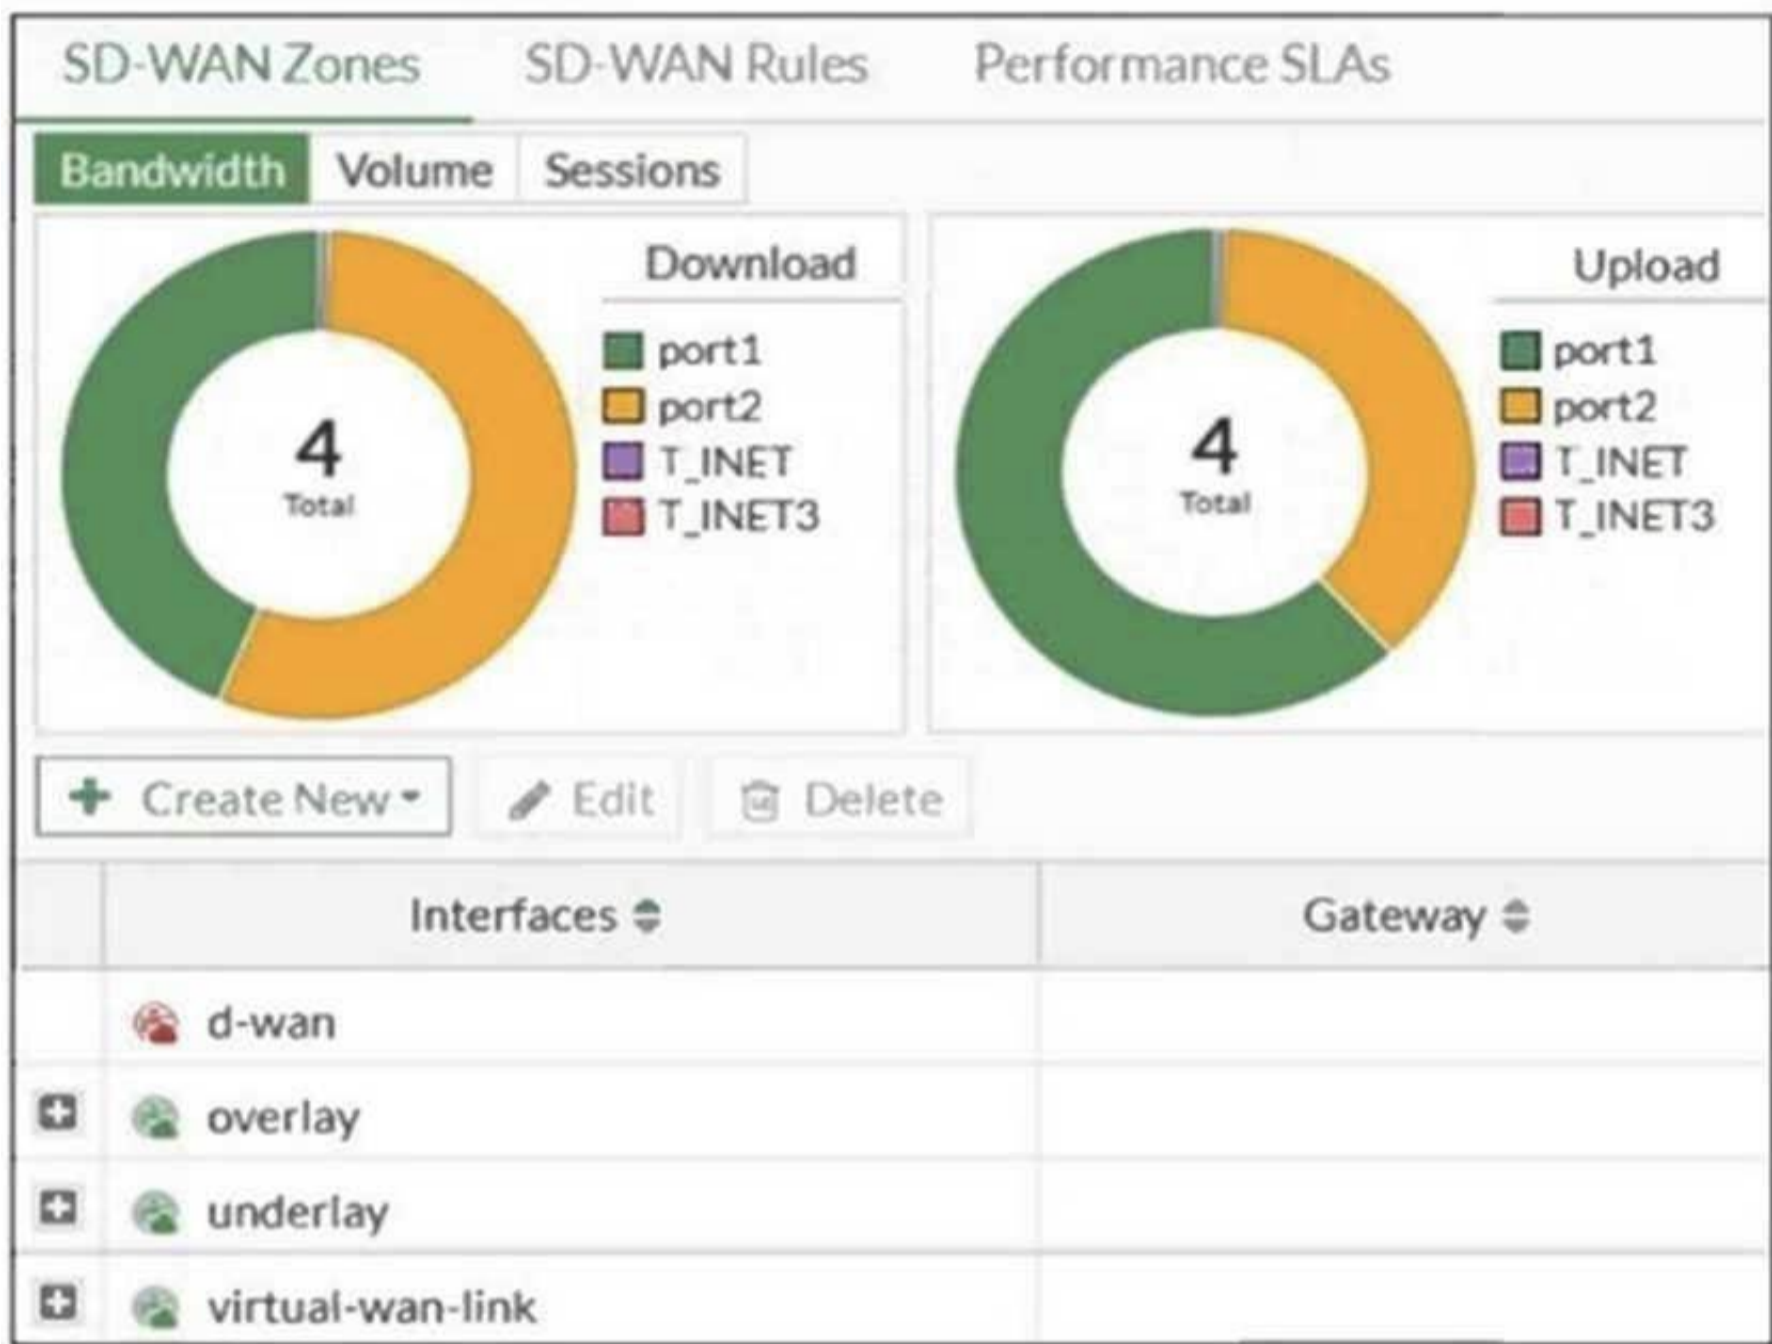 SD-WAN Zones SD-WAN Rules Performance SLAs
Bandwidth Volume Sessions
Download
port1
port2
T_INET
T_INET3
4
Total
Upload
port1
port2
T_INET
T_INET3
4
Total
Create New Edit Delete
Interfaces Gateway
d-wan
overlay
underlay
virtual-wan-link